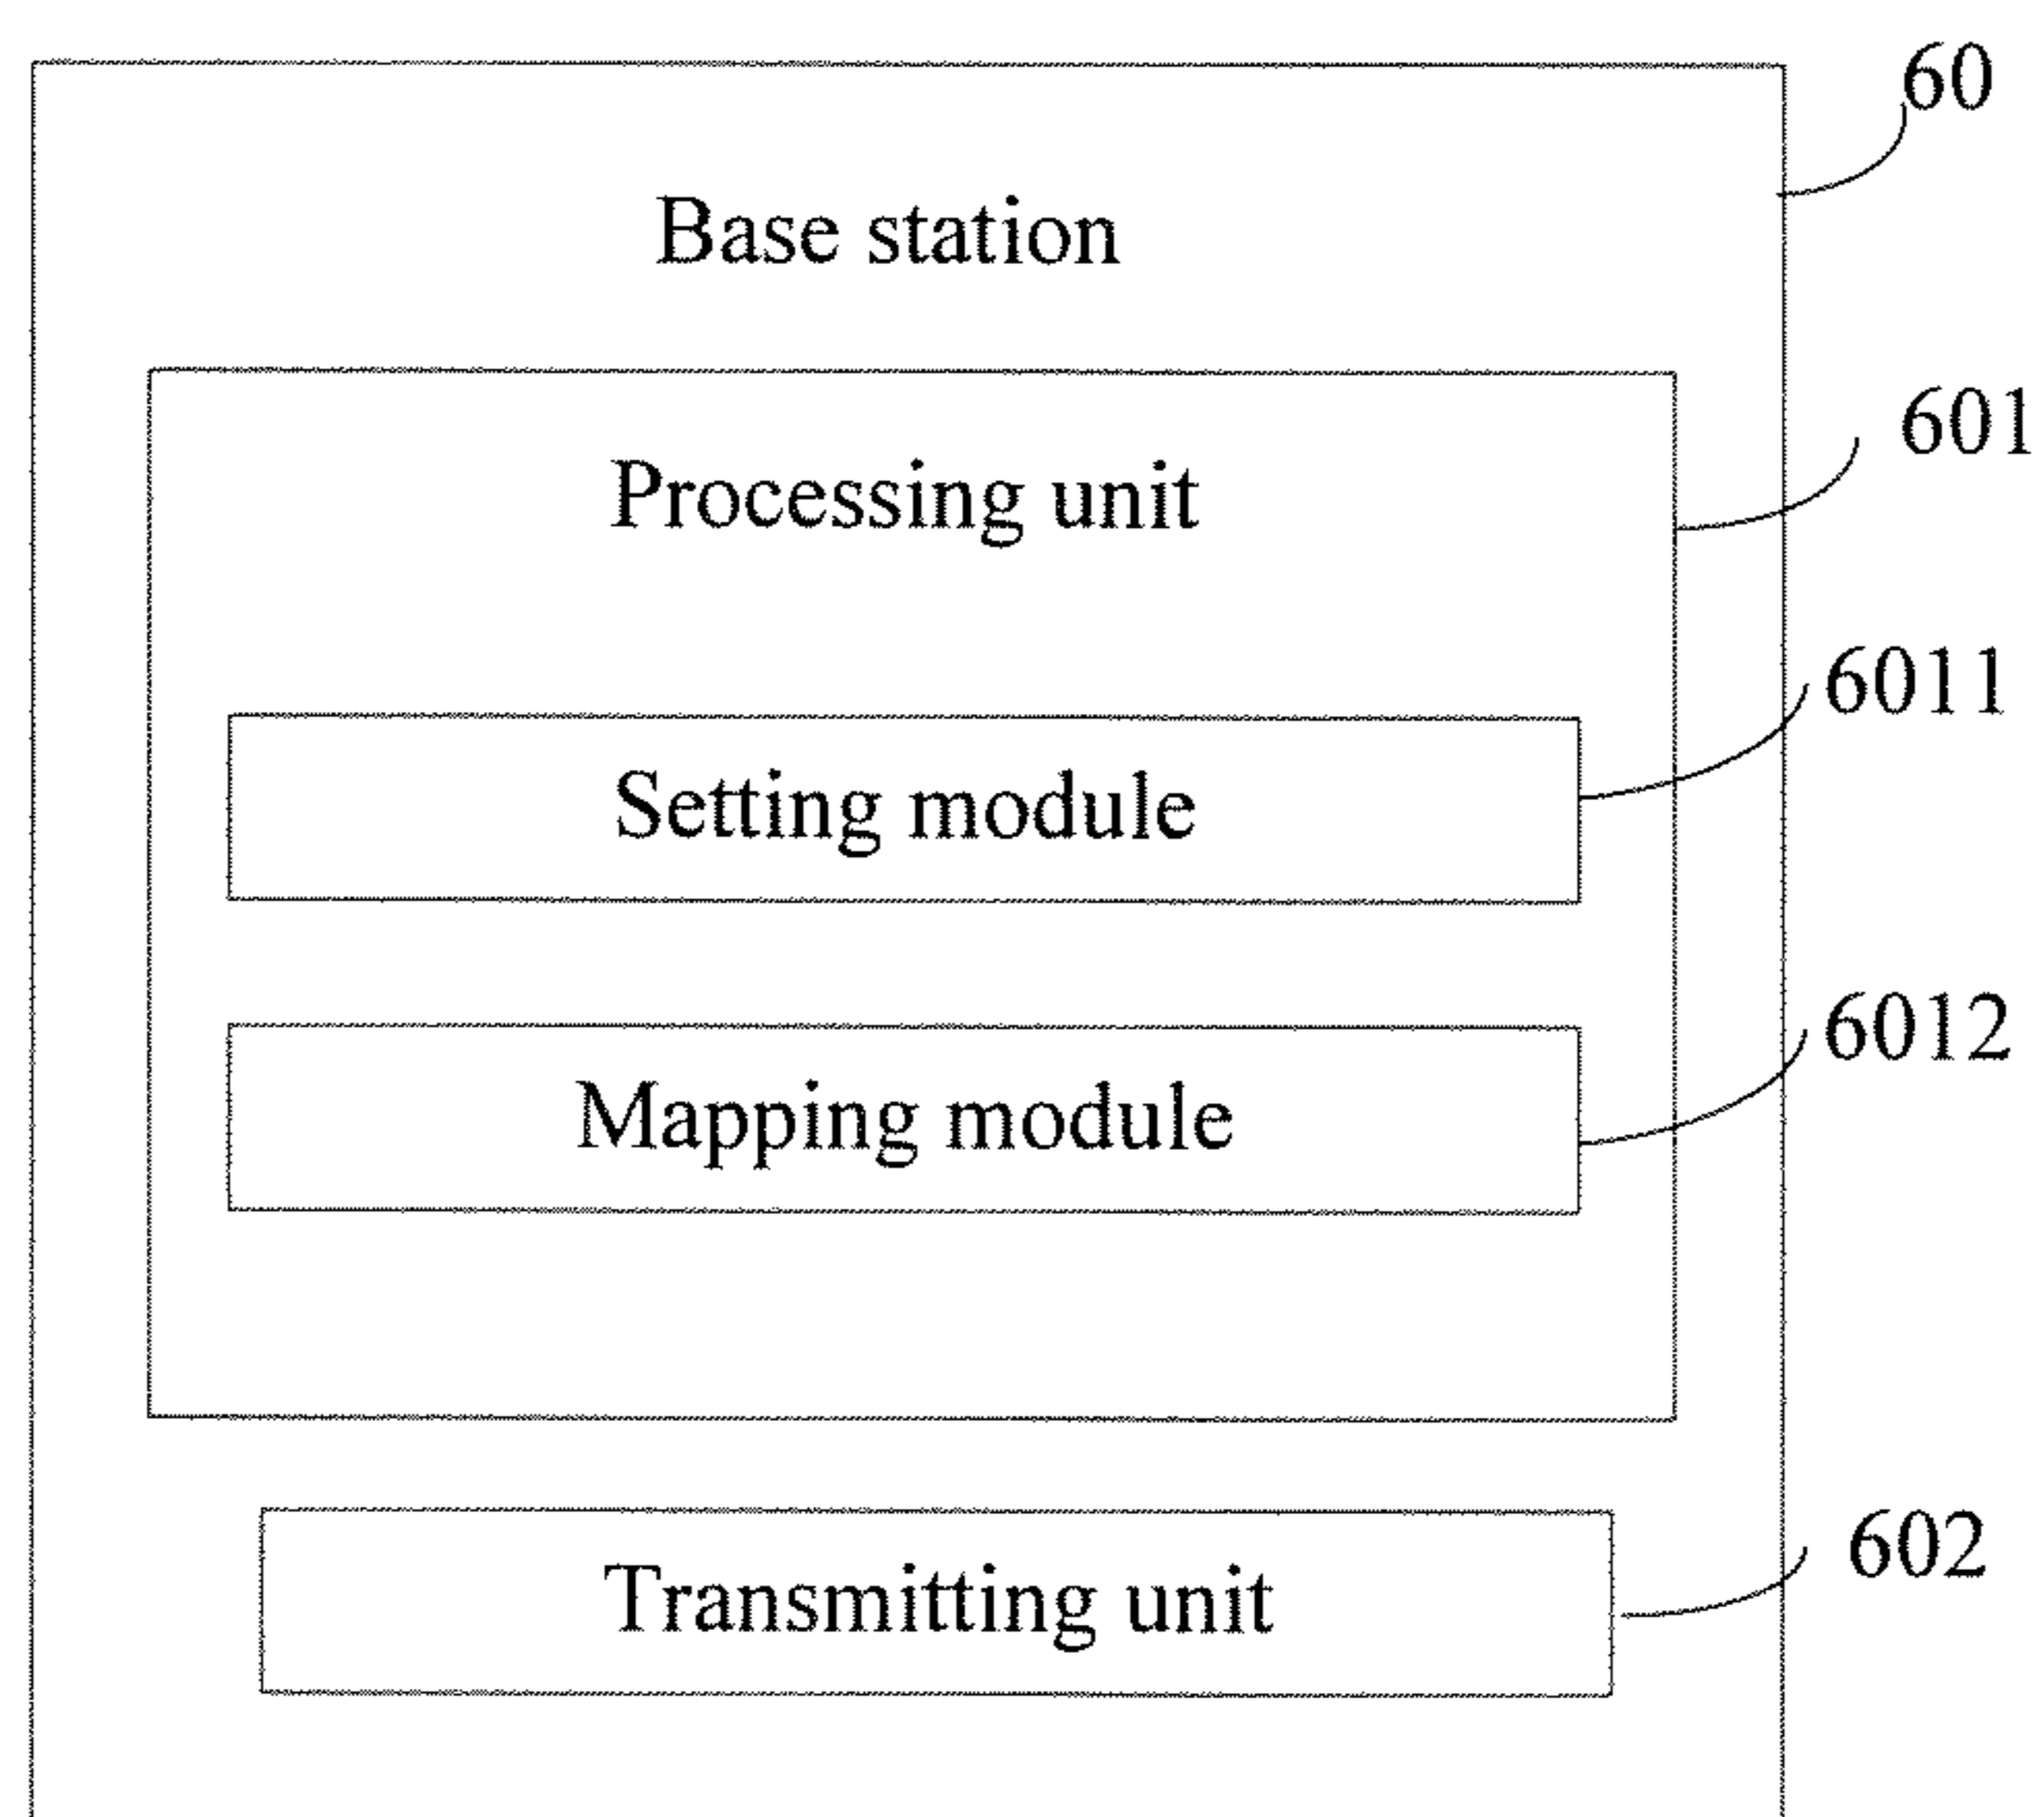 60
Base station
601
Processing unit
6011
Setting module
6012
Mapping module
602
Transmitting unit